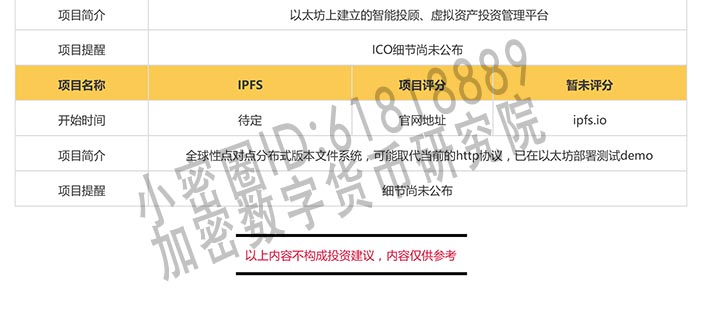 项目简介 以太坊上建立的智能投顾、虚拟资产投资管理平台
项目提醒 ICO细节尚未公布
项目名称 IPFS 项目评分 暂未评分
开始时间 待定 官网地址 ipfs.io
项目简介 全球性点对点分布式版本文件系统，可能取代当前的http协议，已在以太坊部署测试demo
项目提醒 细节尚未公布
小密圈ID:61818889
加密数字货币研究院
以上内容不构成投资建议，内容仅供参考